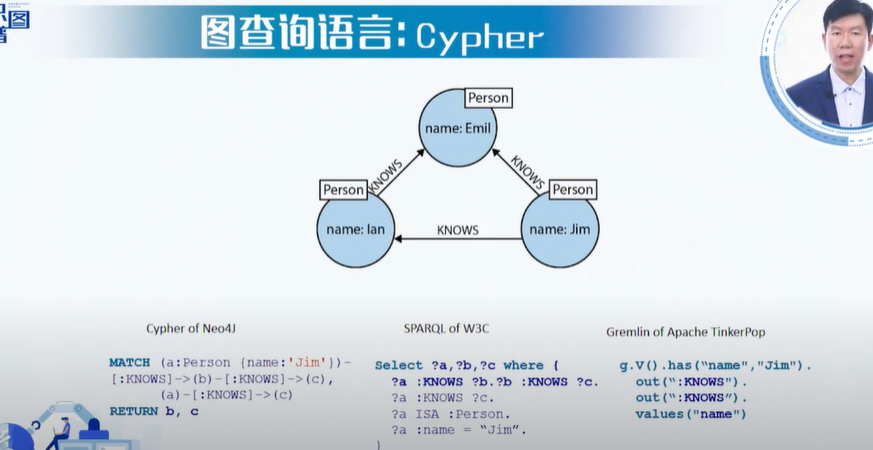 图查询语言:Cypher
Person
name: Emil
KNOWS
KNOWS
Person
Person
name: Ian
KNOWS
name: Jim
Cypher of Neo4J
MATCH (a:Person {name:'Jim'})-
[:KNOWS]->(b)-[:KNOWS]->(c),
(a)-[:KNOWS]->(c)
RETURN b, c
SPARQL of W3C
Select ?a,?b,?c where {
?a :KNOWS ?b.?b :KNOWS ?c.
?a :KNOWS ?c.
?a ISA :Person.
?a :name = “Jim”.
}
Gremlin of Apache TinkerPop
g.V().has(“name","Jim").
out(“:KNOWS").
out(“:KNOWS”).
values("name")